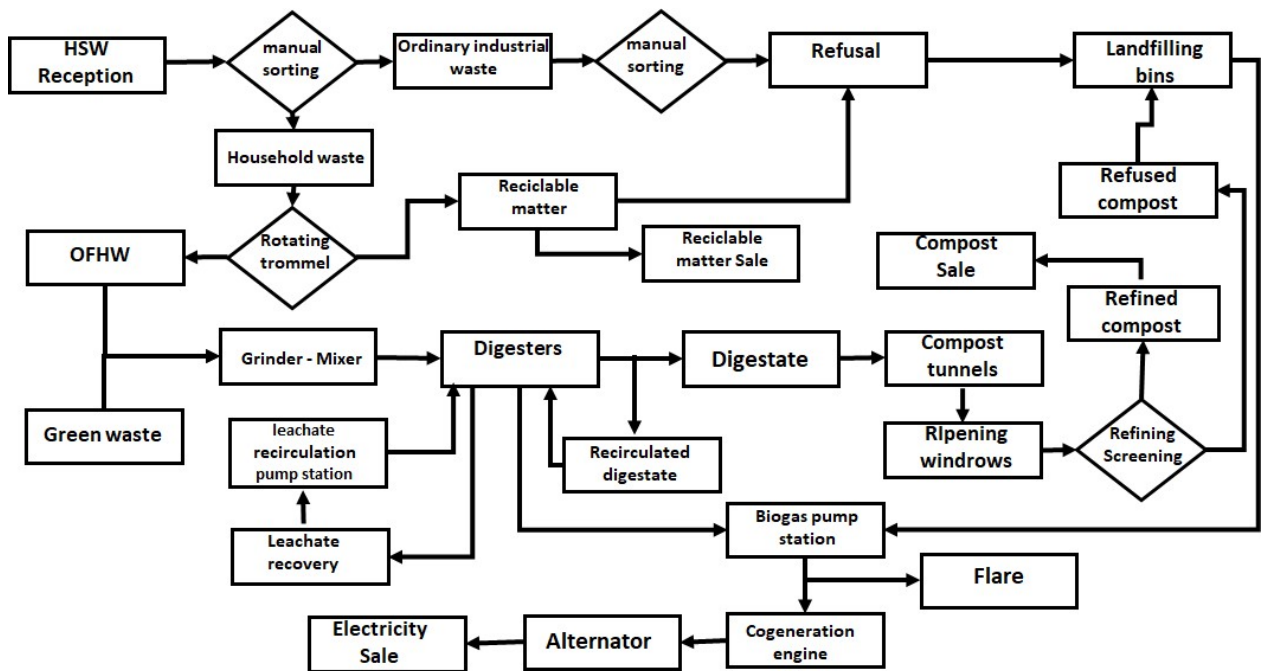 HSW
Reception
manual
sorting
Ordinary industrial
waste
manual
sorting
Refusal
Landfilling
bins
Household waste
Reciclable
matter
Refused
compost
OFHW
Rotating
trommel
Reciclable
matter Sale
Compost
Sale
Refined
compost
Grinder - Mixer
Digesters
Digestate
Compost
tunnels
Green waste
leachate
recirculation
pump station
Recirculated
digestate
RIpening
windrows
Refining
Screening
Leachate
recovery
Biogas pump
station
Flare
Electricity
Sale
Alternator
Cogeneration
engine